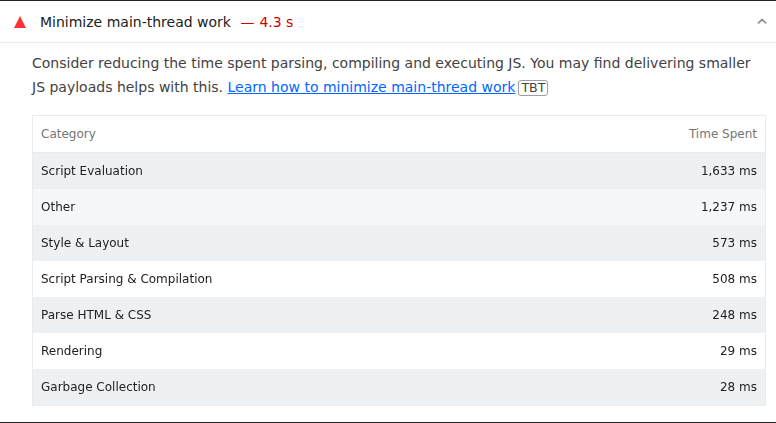 Minimize main-thread work — 4.3 s
Consider reducing the time spent parsing, compiling and executing JS. You may find delivering smaller
JS payloads helps with this. Learn how to minimize main-thread work TBT
Category Time Spent
Script Evaluation 1,633 ms
Other 1,237 ms
Style & Layout 573 ms
Script Parsing & Compilation 508 ms
Parse HTML & CSS 248 ms
Rendering 29 ms
Garbage Collection 28 ms